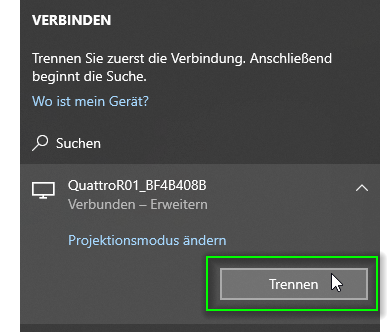 VERBINDEN
Trennen Sie zuerst die Verbindung. Anschließend
beginnt die Suche.
Wo ist mein Gerät?
Suchen
QuattroR01_BF4B408B
Verbunden – Erweitern
Projektionsmodus ändern
Trennen